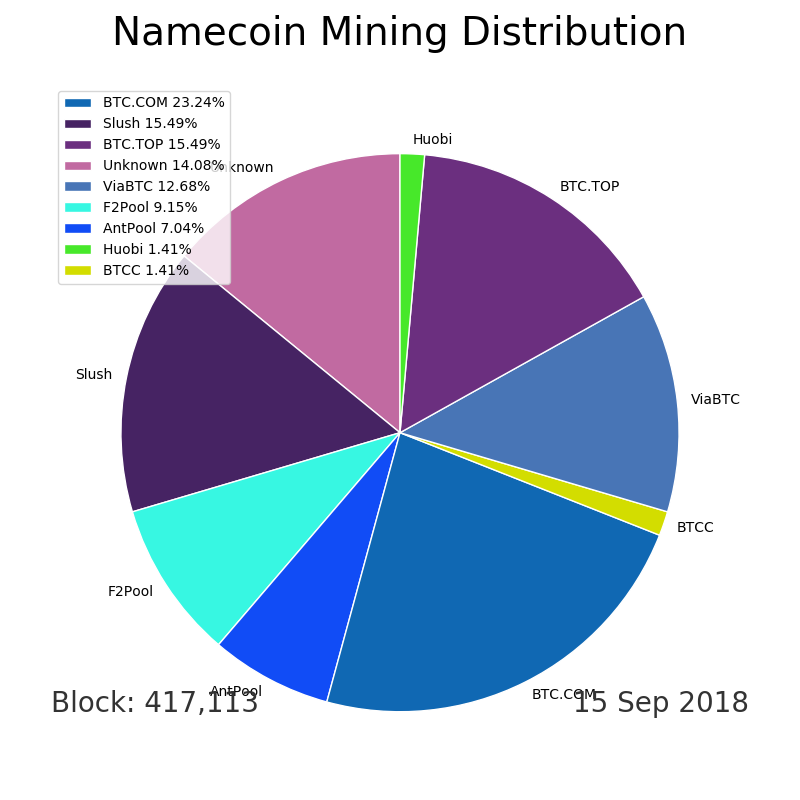 Namecoin Mining Distribution
BTC.COM 23.24%
Slush 15.49%
BTC.TOP 15.49%
Unknown 14.08%
ViaBTC 12.68%
F2Pool 9.15%
AntPool 7.04%
Huobi 1.41%
BTCC 1.41%
Huobi
Unknown
BTC.TOP
Slush
ViaBTC
BTCC
F2Pool
AntPool
BTC.COM
Block: 417,113
15 Sep 2018